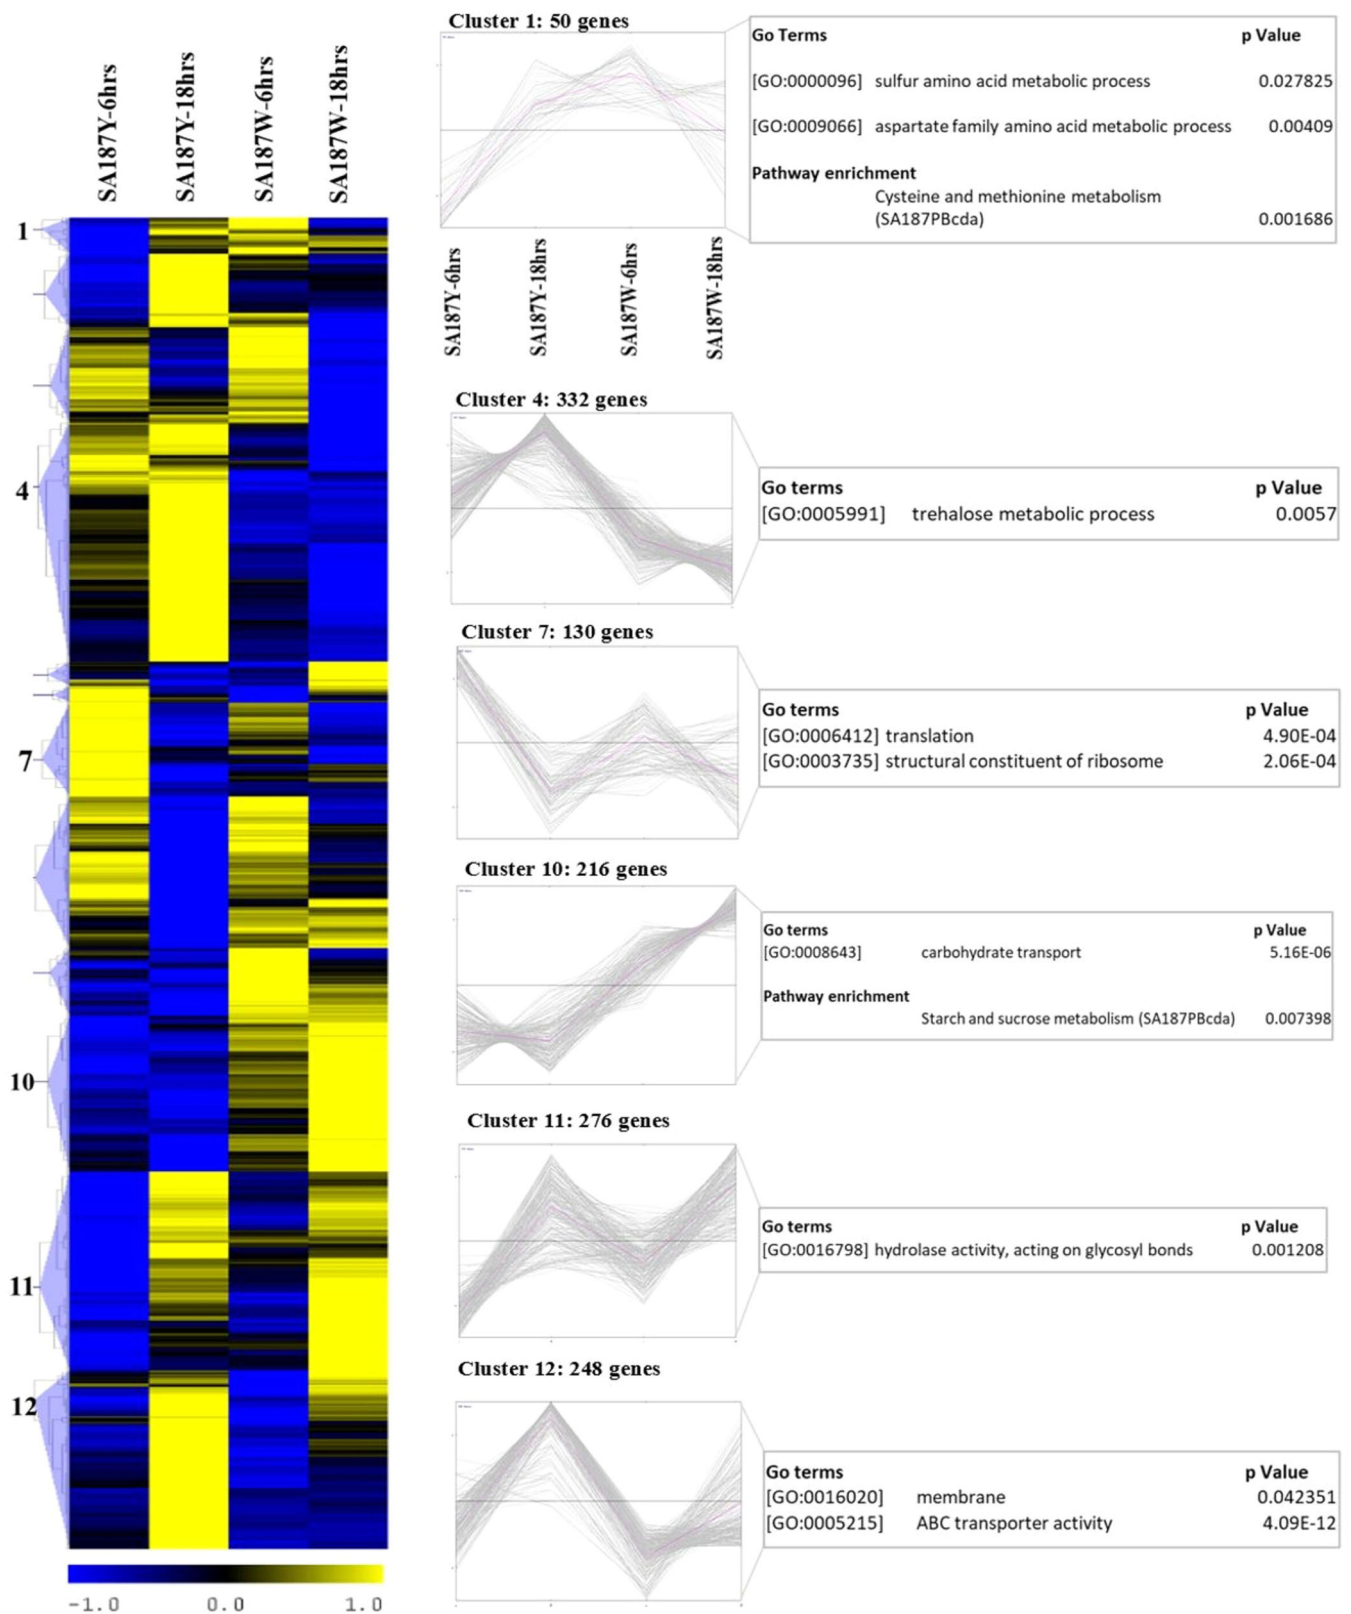 SA187Y-6hrs
SA187Y-18hrs
SA187W-6hrs
SA187W-18hrs
1
4
7
10
11
12
-1.0 0.0 1.0
Cluster 1: 50 genes
Go Terms p Value
[GO:0000096] sulfur amino acid metabolic process 0.027825
[GO:0009066] aspartate family amino acid metabolic process 0.00409
Pathway enrichment
Cysteine and methionine metabolism
(SA187PBcda) 0.001686
SA187Y-6hrs
SA187Y-18hrs
SA187W-6hrs
SA187W-18hrs
Cluster 4: 332 genes
Go terms p Value
[GO:0005991] trehalose metabolic process 0.0057
Cluster 7: 130 genes
Go terms p Value
[GO:0006412] translation 4.90E-04
[GO:0003735] structural constituent of ribosome 2.06E-04
Cluster 10: 216 genes
Go terms p Value
[GO:0008643] carbohydrate transport 5.16E-06
Pathway enrichment
Starch and sucrose metabolism (SA187PBcda) 0.007398
Cluster 11: 276 genes
Go terms p Value
[GO:0016798] hydrolase activity, acting on glycosyl bonds 0.001208
Cluster 12: 248 genes
Go terms p Value
[GO:0016020] membrane 0.042351
[GO:0005215] ABC transporter activity 4.09E-12